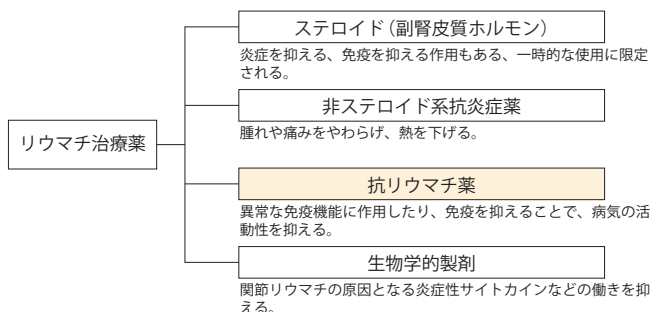 ステロイド（副腎皮質ホルモン）
炎症を抑える、免疫を抑える作用もある、一時的な使用に限定
される。
非ステロイド系抗炎症薬
腫れや痛みをやわらげ、熱を下げる。
リウマチ治療薬
抗リウマチ薬
異常な免疫機能に作用したり、免疫を抑えることで、病気の活
動性を抑える。
生物学的製剤
関節リウマチの原因となる炎症性サイトカインなどの働きを抑
える。